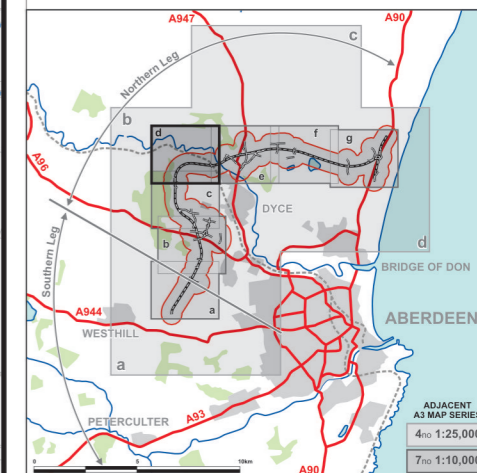 A947
A90
c
Northern Leg
b
d
f
g
A96
e
c
DYCE
b
d
Southern Leg
BRIDGE OF DON
a
A944
ABERDEEN
WESTHILL
a
ADJACENT
A3 MAP SERIES
PETERCULTER
A93
4no 1:25,000
0
5
10km
7no 1:10,000
A90